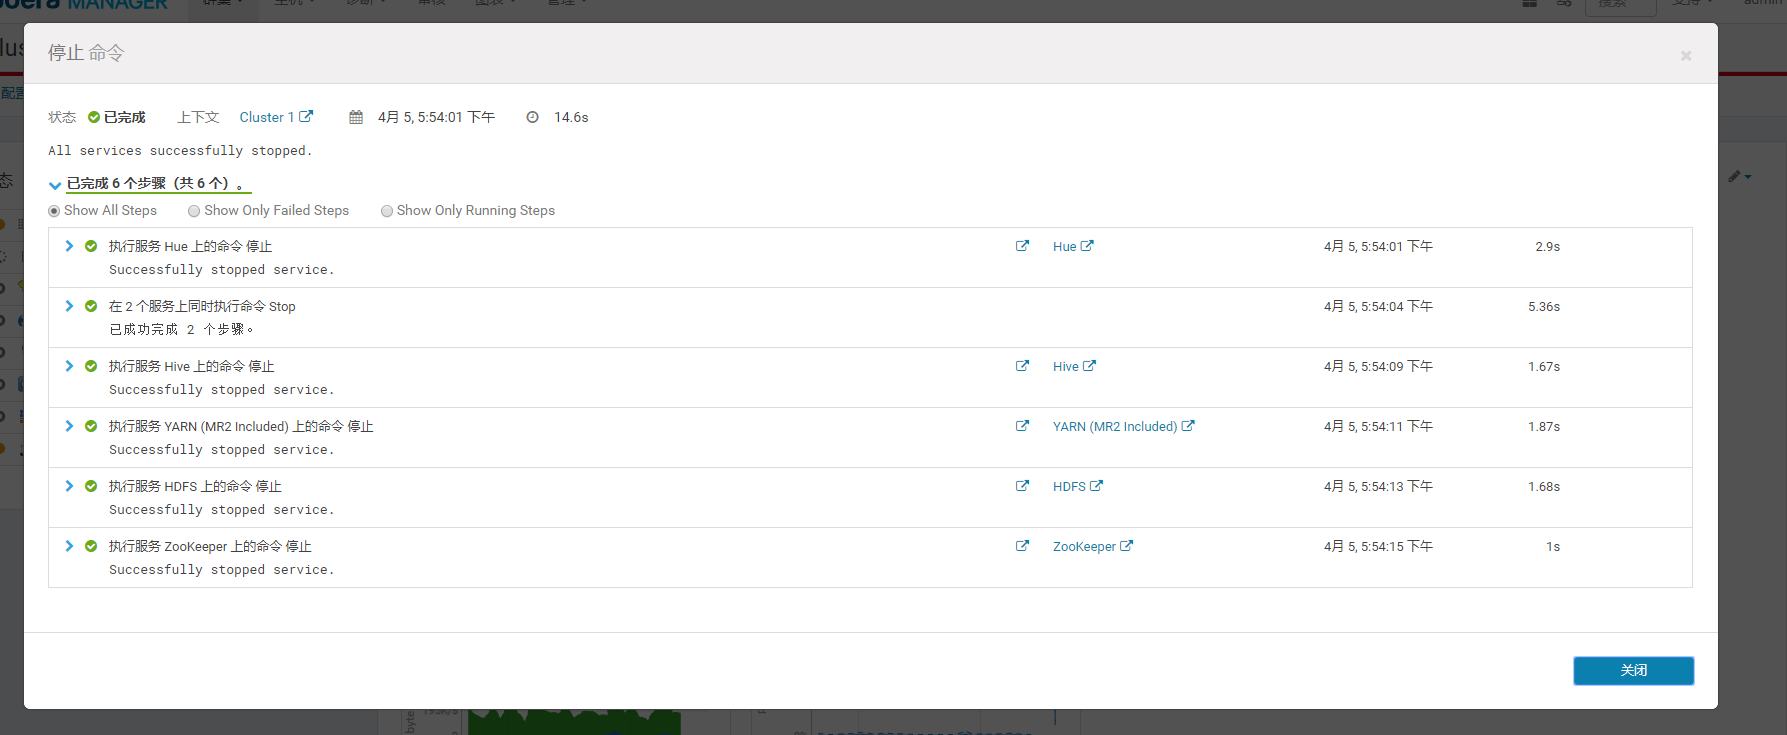 MANAGER
停止 命令
状态 已完成 上下文 Cluster 1 4月 5, 5:54:01 下午 14.6s
All services successfully stopped.
已完成 6 个步骤（共 6 个）。
Show All Steps Show Only Failed Steps Show Only Running Steps
执行服务 Hue 上的命令 停止 Hue 4月 5, 5:54:01 下午 2.9s
Successfully stopped service.
在 2 个服务上同时执行命令 Stop 4月 5, 5:54:04 下午 5.36s
已成功完成 2 个步骤。
执行服务 Hive 上的命令 停止 Hive 4月 5, 5:54:09 下午 1.67s
Successfully stopped service.
执行服务 YARN (MR2 Included) 上的命令 停止 YARN (MR2 Included) 4月 5, 5:54:11 下午 1.87s
Successfully stopped service.
执行服务 HDFS 上的命令 停止 HDFS 4月 5, 5:54:13 下午 1.68s
Successfully stopped service.
执行服务 ZooKeeper 上的命令 停止 ZooKeeper 4月 5, 5:54:15 下午 1s
Successfully stopped service.
关闭